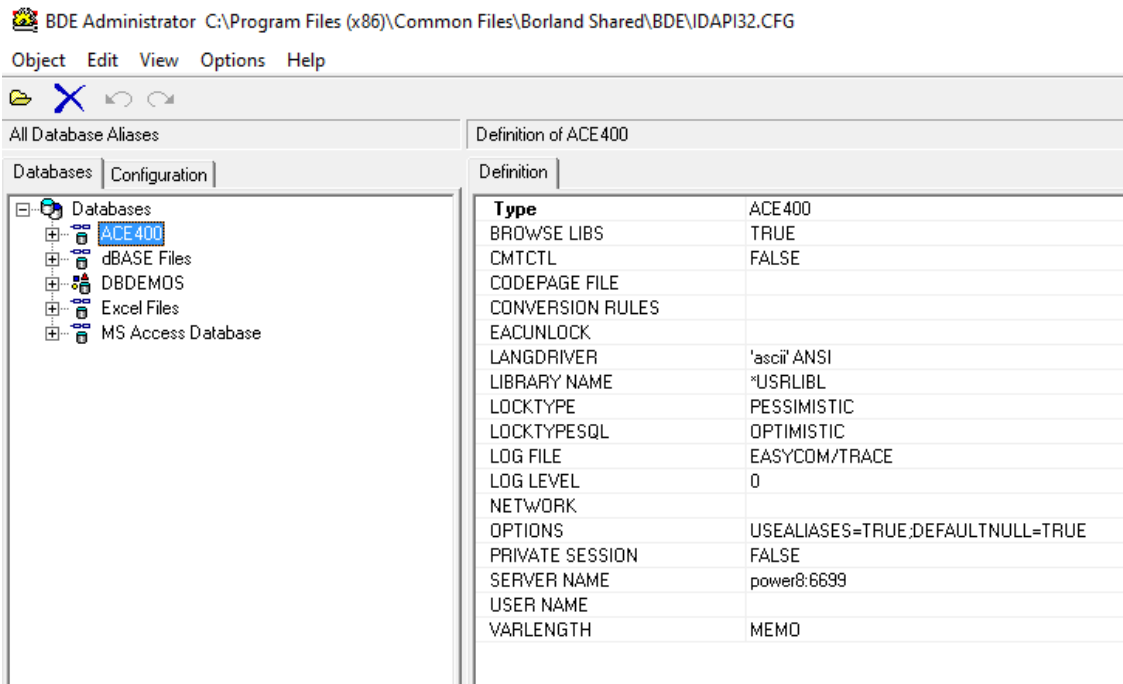 BDE Administrator C:\Program Files (x86)\Common Files\Borland Shared\BDE\IDAPI32.CFG
Object Edit View Options Help
All Database Aliases
Databases Configuration
Databases
ACE400
dBASE Files
DBDEMOS
Excel Files
MS Access Database
Definition of ACE400
Definition
Type ACE400
BROWSE LIBS TRUE
CMTCTL FALSE
CODEPAGE FILE
CONVERSION RULES
EACUNLOCK
LANGDRIVER 'ascii' ANSI
LIBRARY NAME *USRLIBL
LOCKTYPE PESSIMISTIC
LOCKTYPESQL OPTIMISTIC
LOG FILE EASYCOM/TRACE
LOG LEVEL 0
NETWORK
OPTIONS USEALIASES=TRUE;DEFAULTNULL=TRUE
PRIVATE SESSION FALSE
SERVER NAME power8:6699
USER NAME
VARLENGTH MEMO